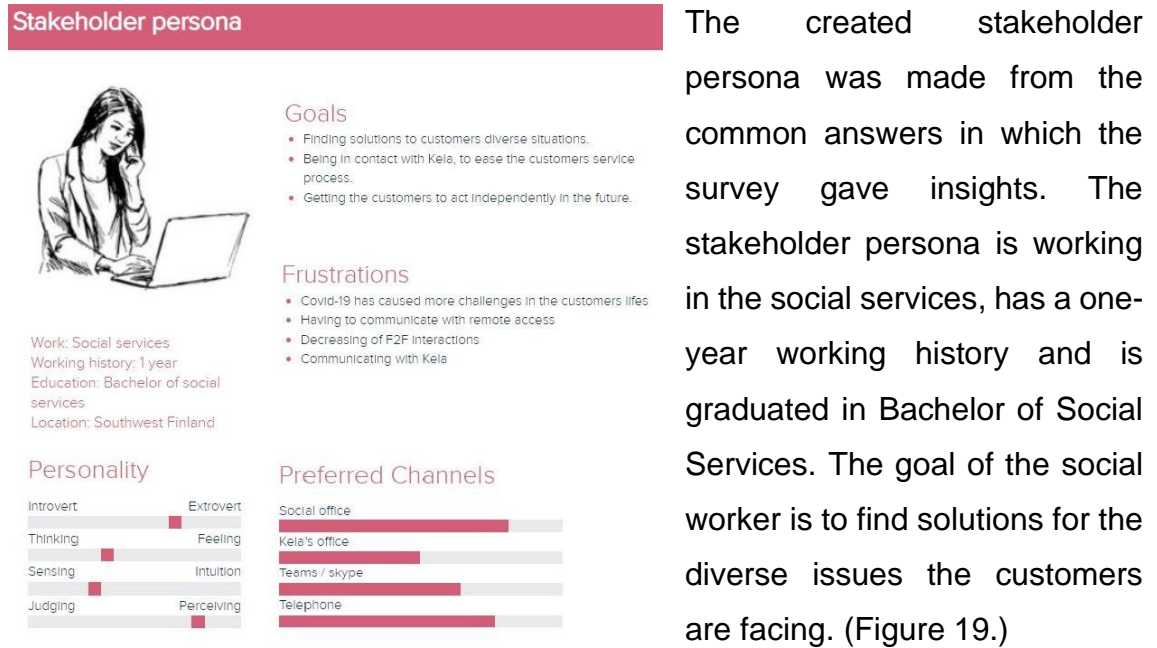 Stakeholder persona
Goals
• Finding solutions to customers diverse situations.
• Being in contact with Kela, to ease the customers service
process.
• Getting the customers to act independently in the future.
Frustrations
• Covid-19 has caused more challenges in the customers lifes
• Having to communicate with remote access
• Decreasing of F2F interactions
• Communicating with Kela
Work: Social services
Working history: 1 year
Education: Bachelor of social
services
Location: Southwest Finland
Personality
Introvert Extrovert
Thinking Feeling
Sensing Intuition
Judging Perceiving
Preferred Channels
Social office
Kela's office
Teams / skype
Telephone
The created stakeholder
persona was made from the
common answers in which the
survey gave insights. The
stakeholder persona is working
in the social services, has a one-
year working history and is
graduated in Bachelor of Social
Services. The goal of the social
worker is to find solutions for the
diverse issues the customers
are facing. (Figure 19.)